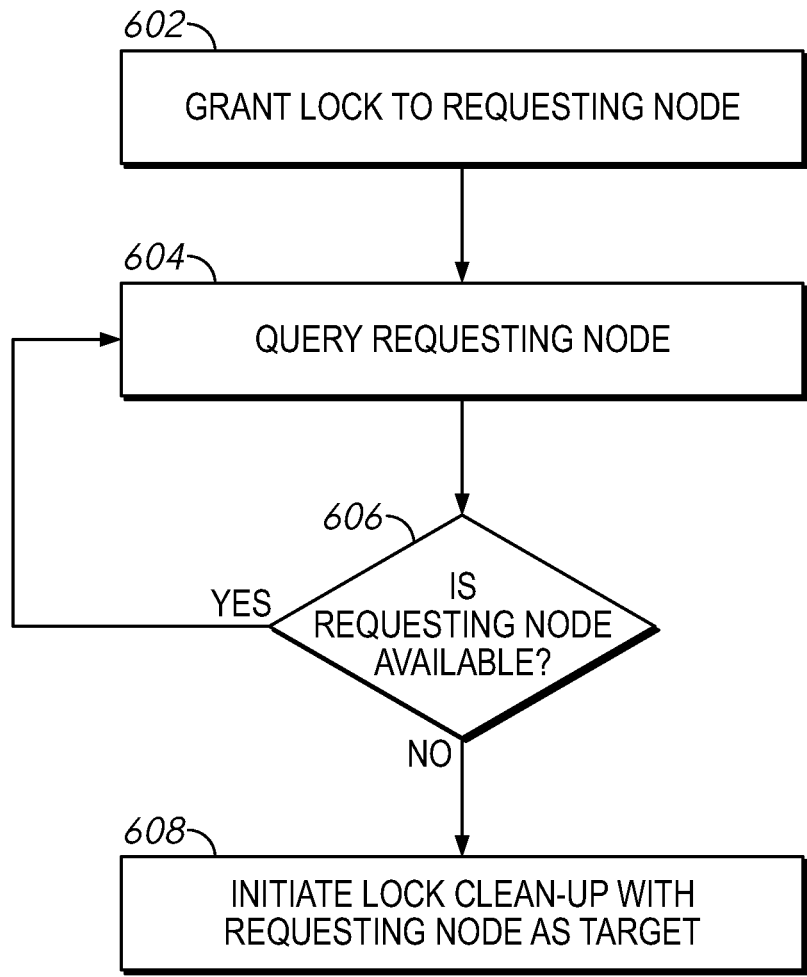 602
GRANT LOCK TO REQUESTING NODE
604
QUERY REQUESTING NODE
606
IS
REQUESTING NODE
AVAILABLE?
YES
NO
608
INITIATE LOCK CLEAN-UP WITH
REQUESTING NODE AS TARGET